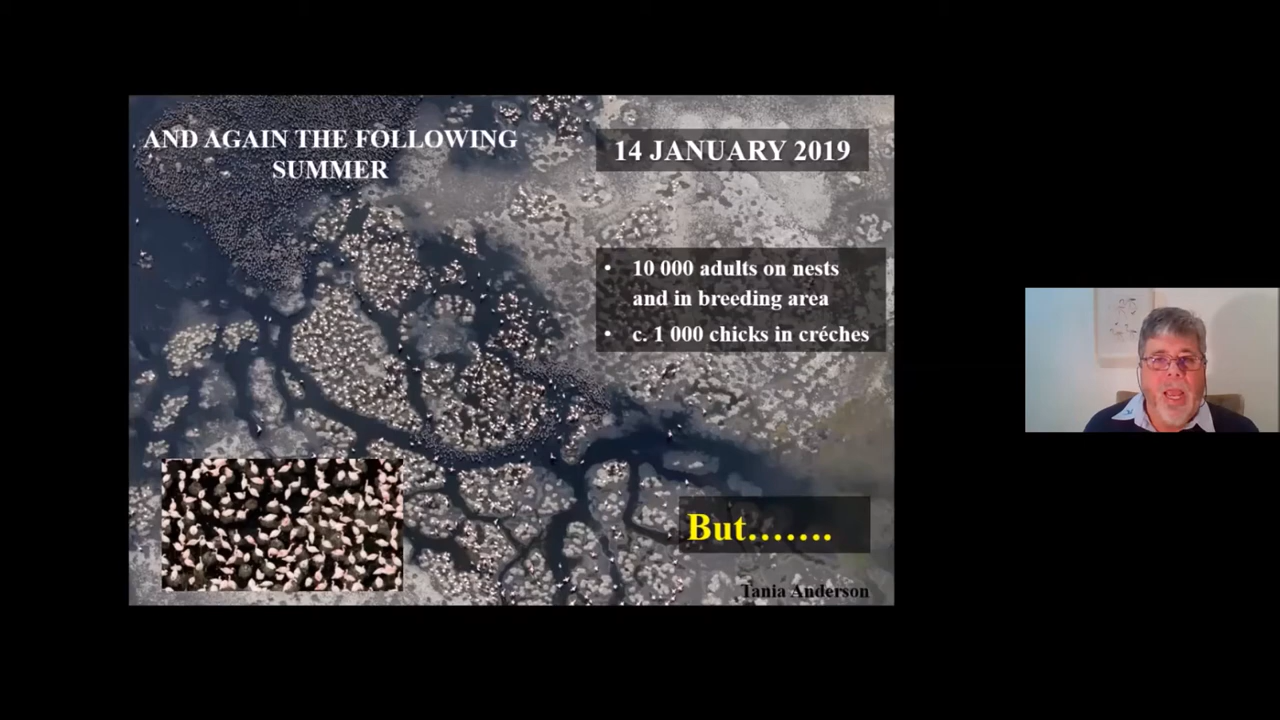 AND AGAIN THE FOLLOWING
SUMMER
14 JANUARY 2019
• 10 000 adults on nests
and in breeding area
• c. 1 000 chicks in créches
But.......
Tania Anderson